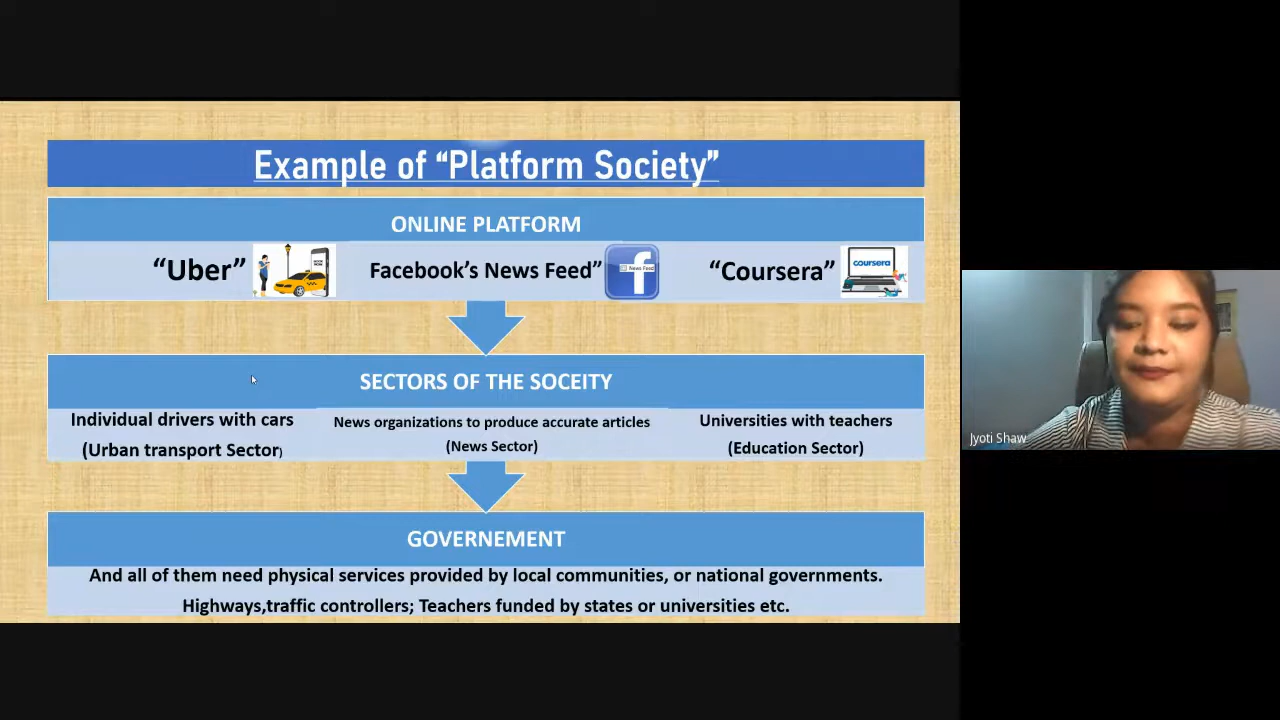 Example of “Platform Society”
ONLINE PLATFORM
“Uber”
Facebook’s News Feed”
News Feed
“Coursera”
coursera
SECTORS OF THE SOCEITY
Individual drivers with cars
(Urban transport Sector)
News organizations to produce accurate articles
(News Sector)
Universities with teachers
(Education Sector)
GOVERNEMENT
And all of them need physical services provided by local communities, or national governments.
Highways,traffic controllers; Teachers funded by states or universities etc.
Jyoti Shaw